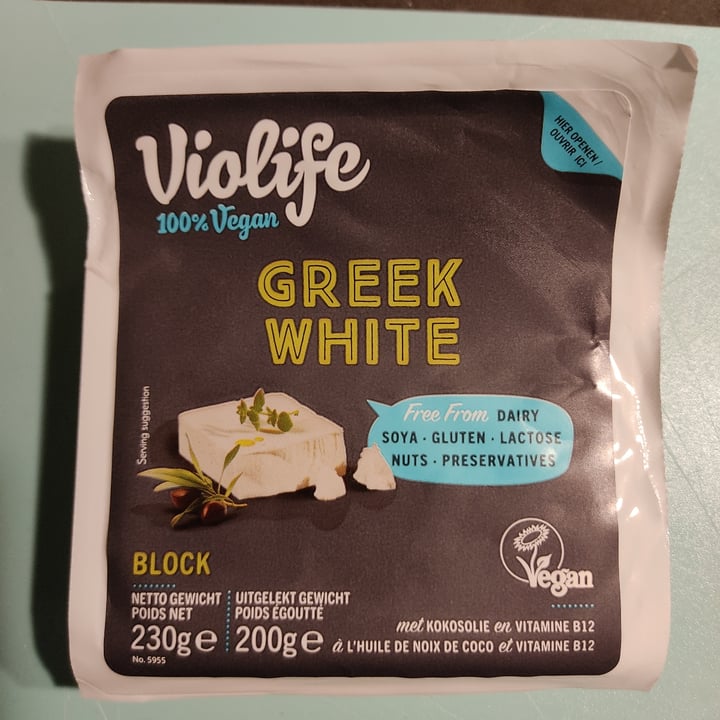 Violife
100% Vegan
HIER OPENEN /
OUVRIR ICI
GREEK
WHITE
Serving suggestion
Free From DAIRY
SOYA · GLUTEN · LACTOSE
NUTS · PRESERVATIVES
BLOCK
Vegan
NETTO GEWICHT
POIDS NET
230g e
No. 5955
UITGELEKT GEWICHT
POIDS ÉGOUTTÉ
200g e
met KOKOSOLIE en VITAMINE B12
à L'HUILE DE NOIX DE COCO et VITAMINE B12